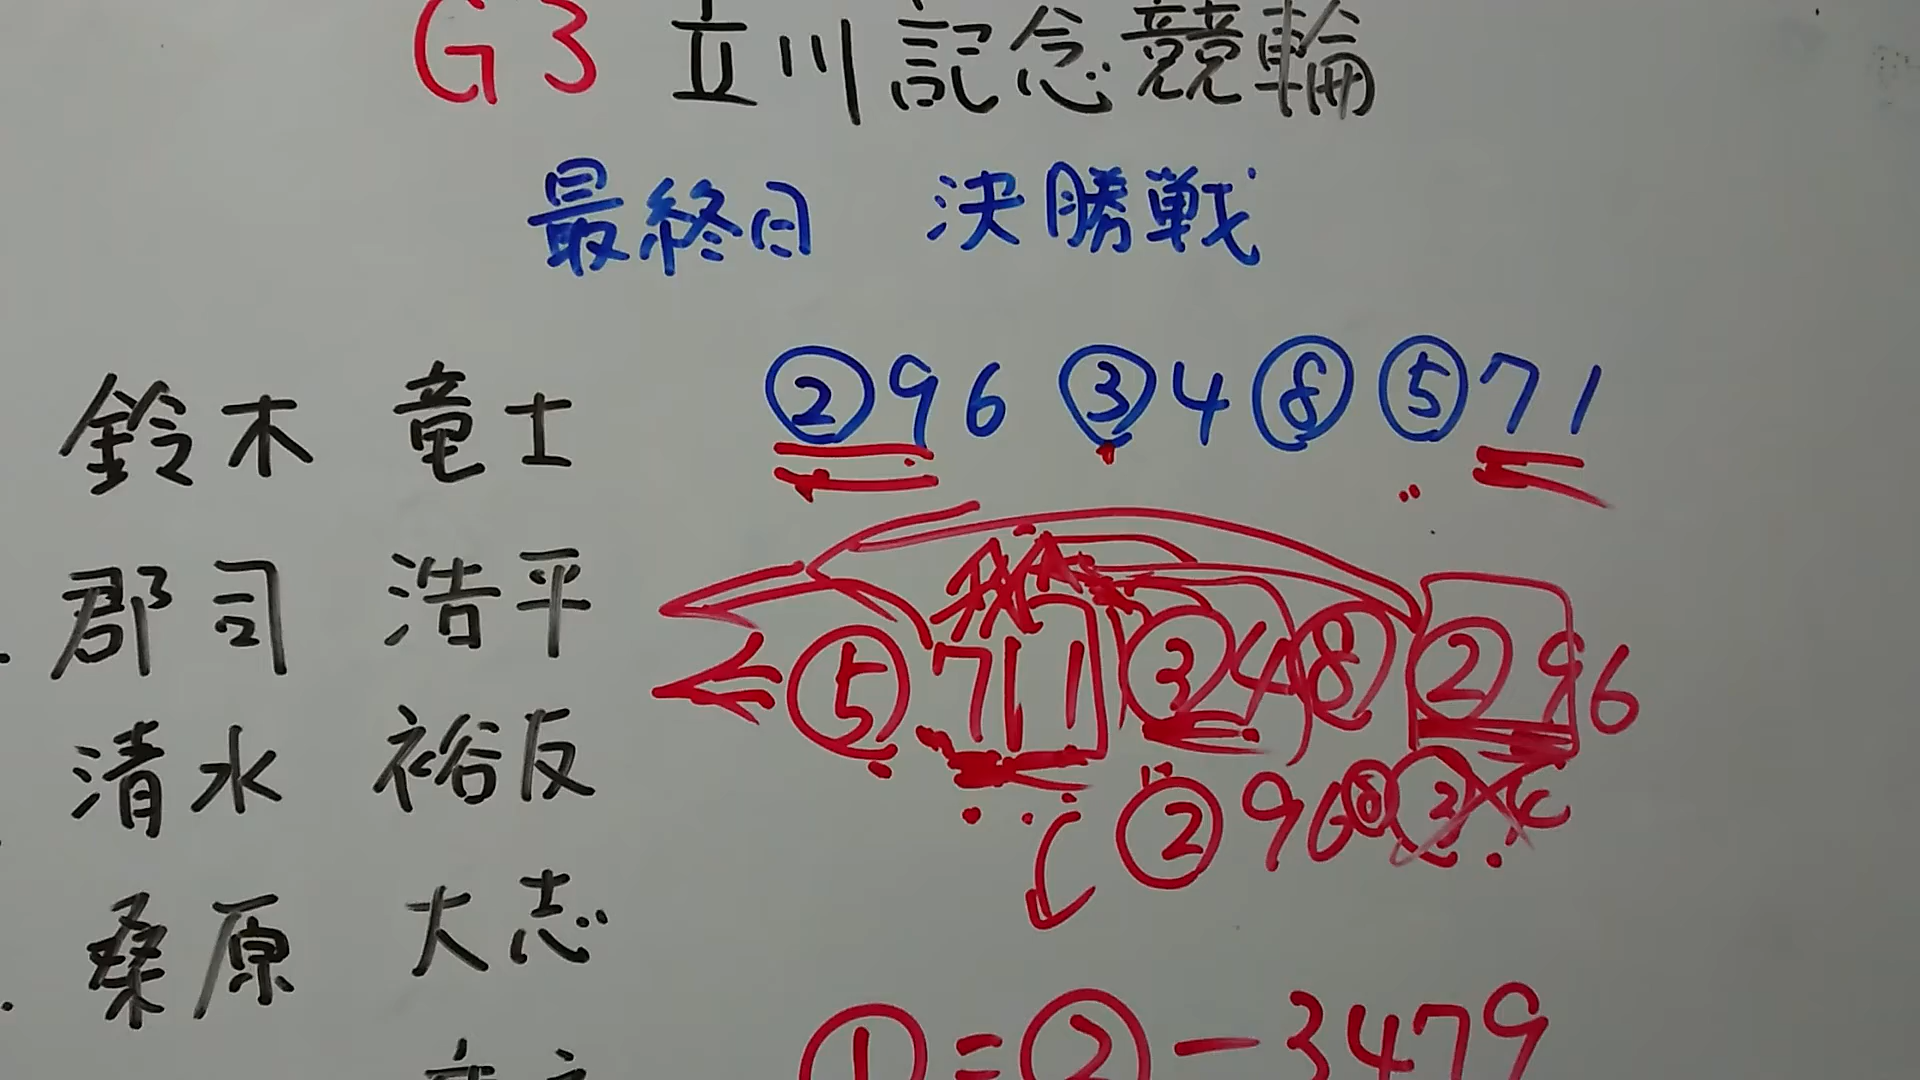 G3 立川記念競輪
最終日 決勝戦
②96 ③4⑧ ⑤71
鈴木 竜士
郡司 浩平
清水 裕友
桑原 大志
⑤711 ③4⑧ ②96
②96⑧③
①=②-3479